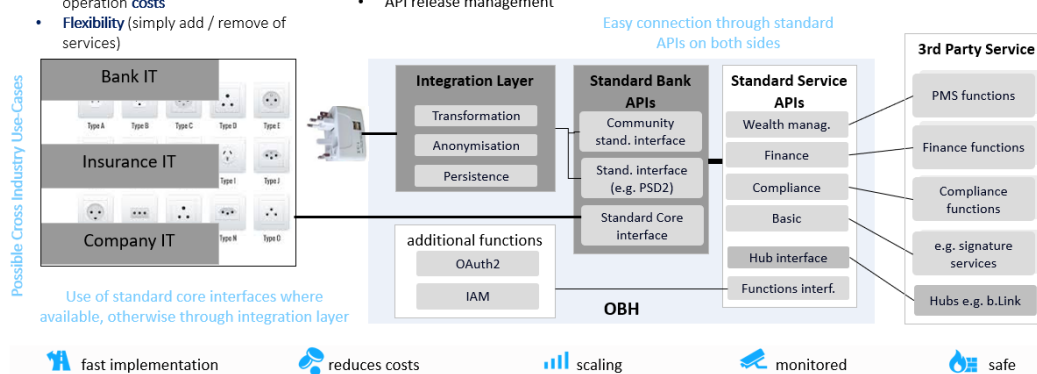 operation costs
• Flexibility (simply add / remove of
services)
• API release management
Easy connection through standard
APIs on both sides
Possible Cross Industry Use-Cases
Bank IT
Type A Type B Type C Type D Type E
Insurance IT
Type I Type J
Company IT
Type N Type O
Use of standard core interfaces where
available, otherwise through integration layer
Integration Layer
Transformation
Anonymisation
Persistence
additional functions
OAuth2
IAM
Standard Bank
APIs
Community
stand. interface
Stand. interface
(e.g. PSD2)
Standard Core
interface
OBH
Standard Service
APIs
Wealth manag.
Finance
Compliance
Basic
Hub interface
Functions interf.
3rd Party Service
PMS functions
Finance functions
Compliance
functions
e.g. signature
services
Hubs e.g. b.Link
fast implementation
reduces costs
scaling
monitored
safe